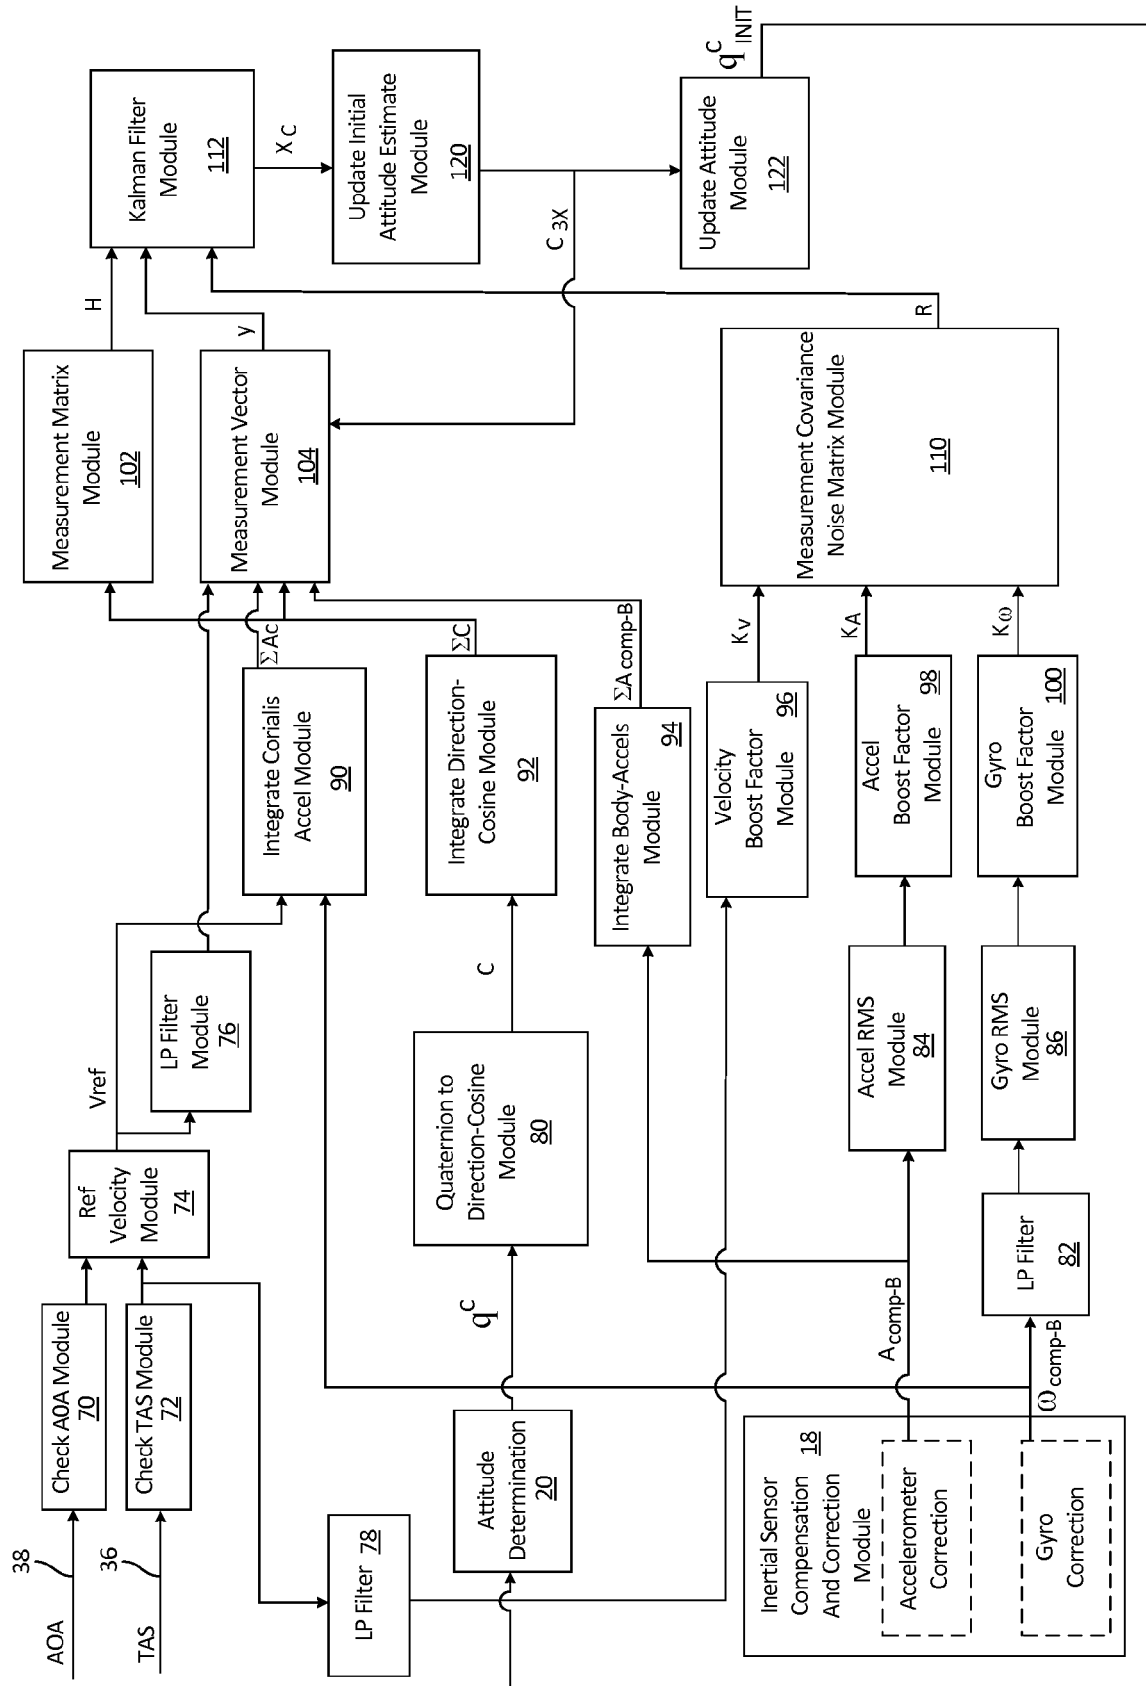 AOA
38
TAS
36
Check A0A Module
70
Check TAS Module
72
Ref
Velocity
Module
74
Vref
LP Filter
Module
76
LP Filter 78
Attitude
Determination
20
q^C
Quaternion to
Direction-Cosine
Module
80
C
Inertial Sensor
Compensation
And Correction
Module
18
Accelerometer
Correction
Gyro
Correction
A comp-B
ω comp-B
LP Filter
82
Accel RMS
Module
84
Gyro RMS
Module
86
Integrate Corialis
Accel Module
90
ΣAc
Integrate Direction-
Cosine Module
92
ΣC
Integrate Body-Accels
Module
94
ΣA comp-B
Velocity
Boost Factor
Module
96
Kv
Accel
Boost Factor
Module
98
KA
Gyro
Boost Factor
Module
100
Kω
Measurement Matrix
Module
102
H
Measurement Vector
Module
104
y
Measurement Covariance
Noise Matrix Module
110
R
Kalman Filter
Module
112
X C
Update Initial
Attitude Estimate
Module
120
C 3X
Update Attitude
Module
122
q^C INIT